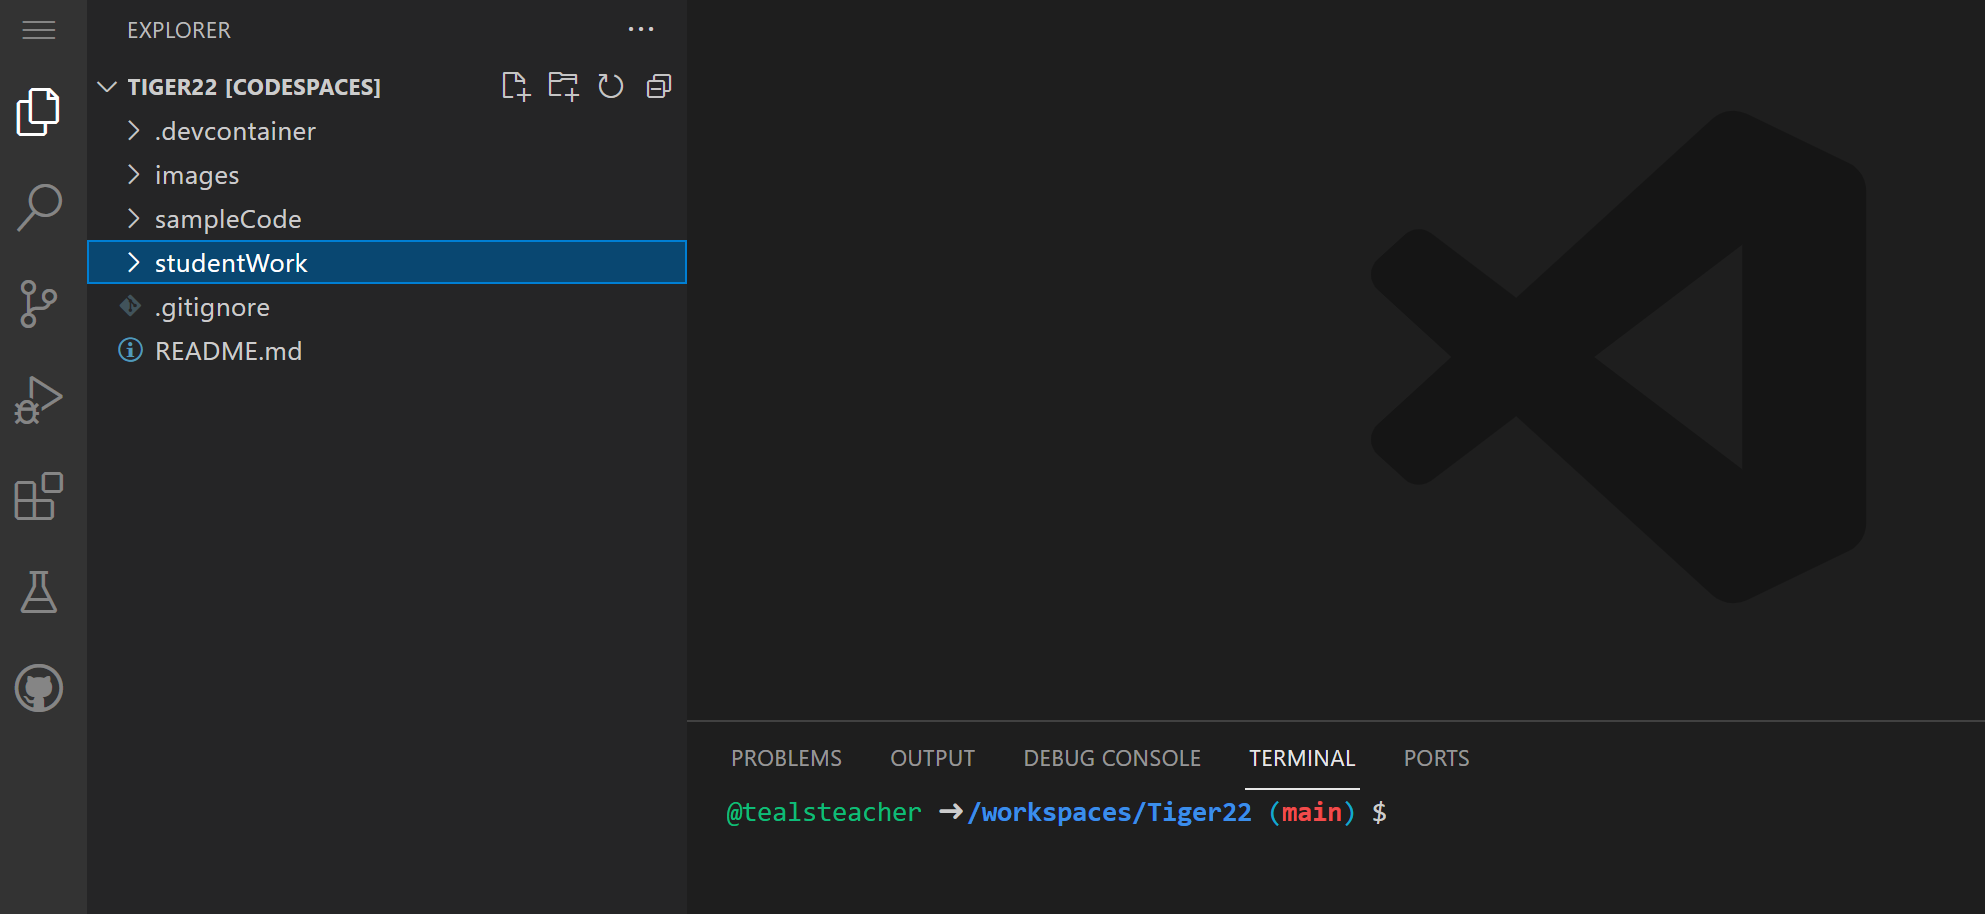 EXPLORER
TIGER22 [CODESPACES]
.devcontainer
images
sampleCode
studentWork
.gitignore
README.md
PROBLEMS OUTPUT DEBUG CONSOLE TERMINAL PORTS
@tealsteacher ➜/workspaces/Tiger22 (main) $